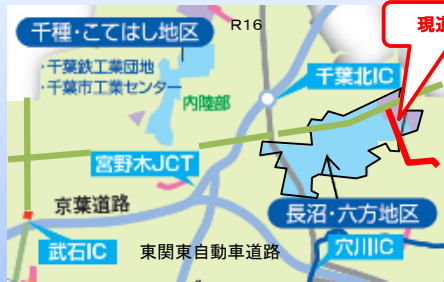 千種・こてはし地区
R16
現道
・千葉鉄工業団地
・千葉市工業センター
千葉北IC
内陸部
宮野木JCT
京葉道路
長沼・六方地区
武石IC
東関東自動車道路
穴川IC